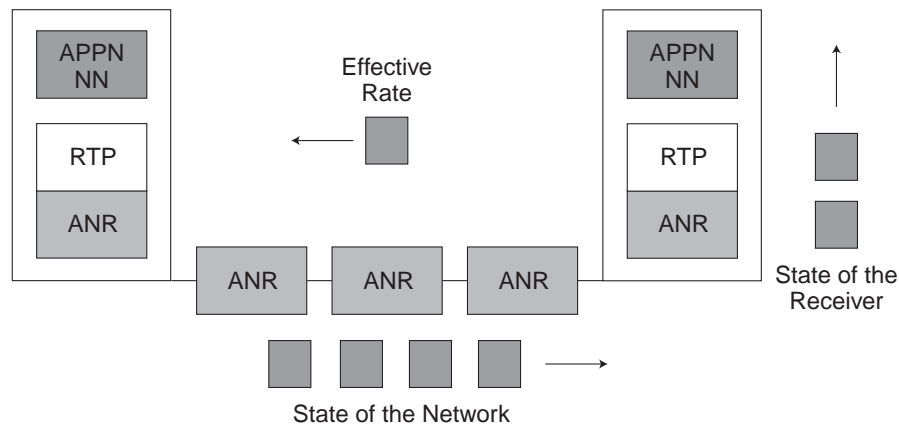 APPN
NN
RTP
ANR
Effective
Rate
APPN
NN
RTP
ANR
ANR
ANR
ANR
State of the
Receiver
State of the Network